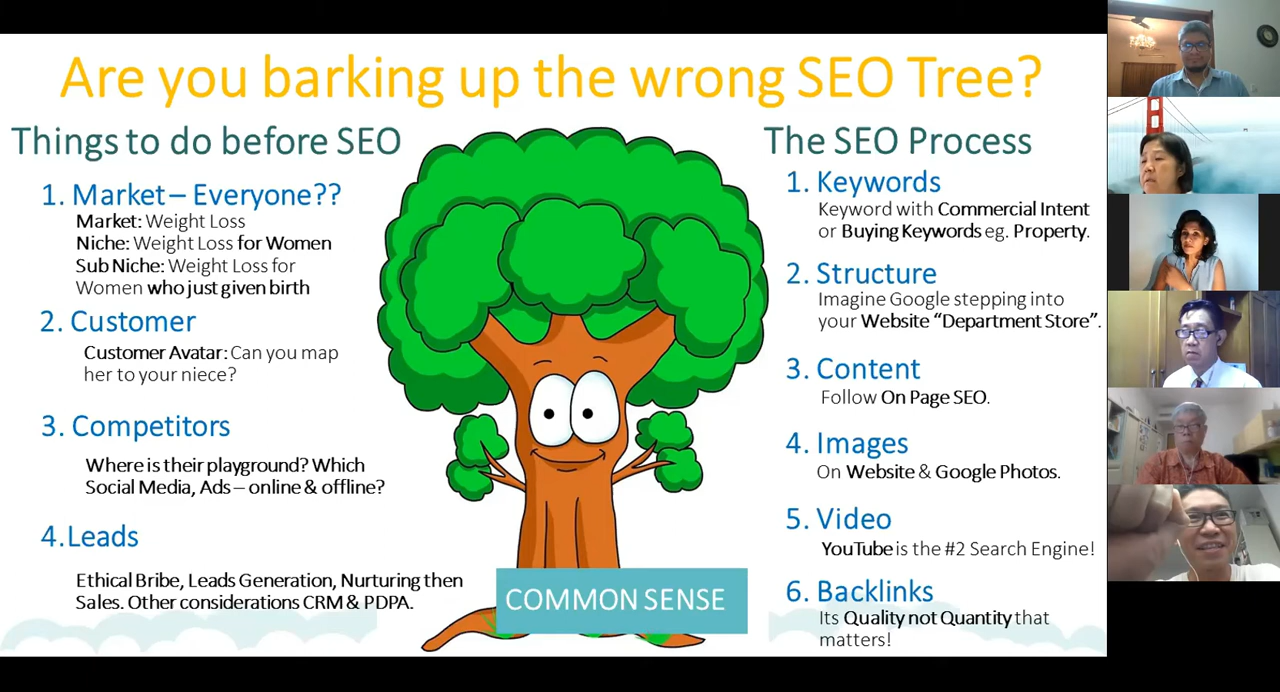 Are you barking up the wrong SEO Tree?
Things to do before SEO
1. Market – Everyone??
Market: Weight Loss
Niche: Weight Loss for Women
Sub Niche: Weight Loss for
Women who just given birth
2. Customer
Customer Avatar: Can you map
her to your niece?
3. Competitors
Where is their playground? Which
Social Media, Ads – online & offline?
4.Leads
Ethical Bribe, Leads Generation, Nurturing then
Sales. Other considerations CRM & PDPA.
COMMON SENSE
The SEO Process
1. Keywords
Keyword with Commercial Intent
or Buying Keywords eg. Property.
2. Structure
Imagine Google stepping into
your Website “Department Store”.
3. Content
Follow On Page SEO.
4. Images
On Website & Google Photos.
5. Video
YouTube is the #2 Search Engine!
6. Backlinks
Its Quality not Quantity that
matters!